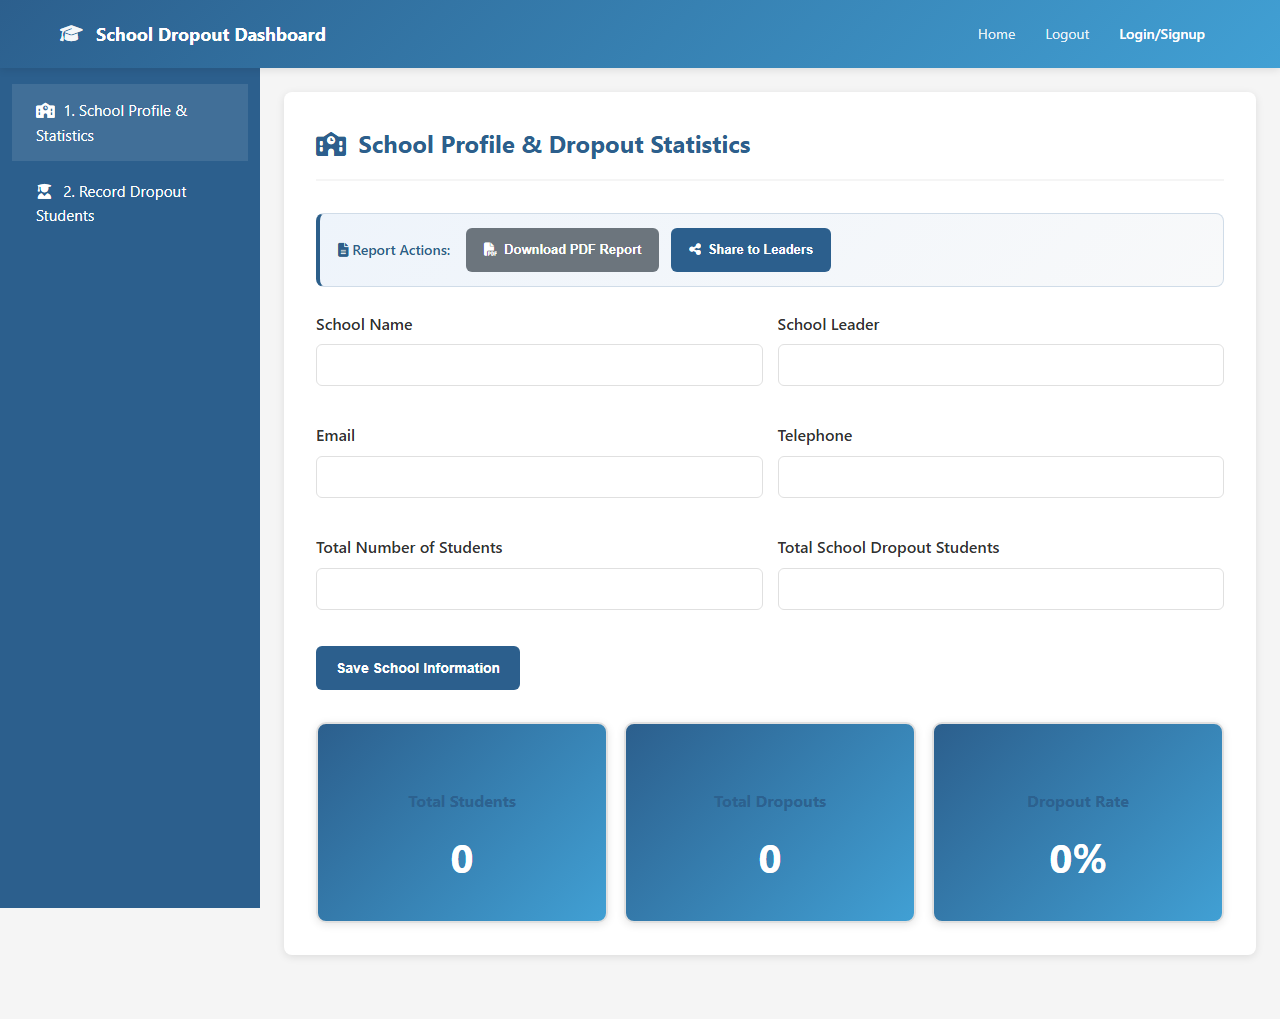 School Dropout Dashboard
Home
Logout
Login/Signup
1. School Profile &
Statistics
2. Record Dropout
Students
School Profile & Dropout Statistics
Report Actions:
Download PDF Report
Share to Leaders
School Name
School Leader
Email
Telephone
Total Number of Students
Total School Dropout Students
Save School Information
Total Students
0
Total Dropouts
0
Dropout Rate
0%